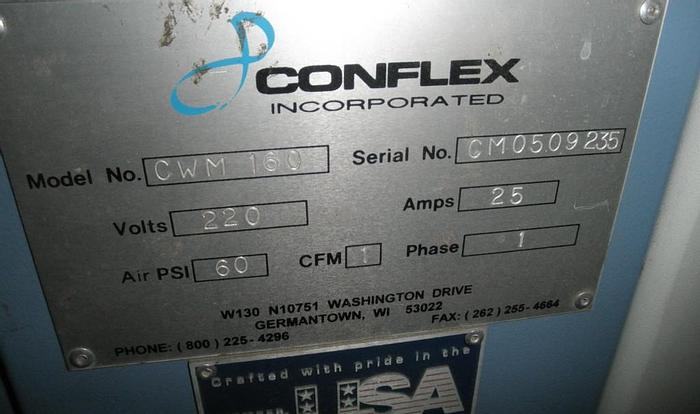 CONFLEX
INCORPORATED
Model No. CWM 160 Serial No. CM0509235
Volts 220 Amps 25
Air PSI 60 CFM 1 Phase 1
W130 N10751 WASHINGTON DRIVE
GERMANTOWN, WI 53022
PHONE: (800) 225-4296 FAX: (262) 255-4664
Crafted with pride in the
USA